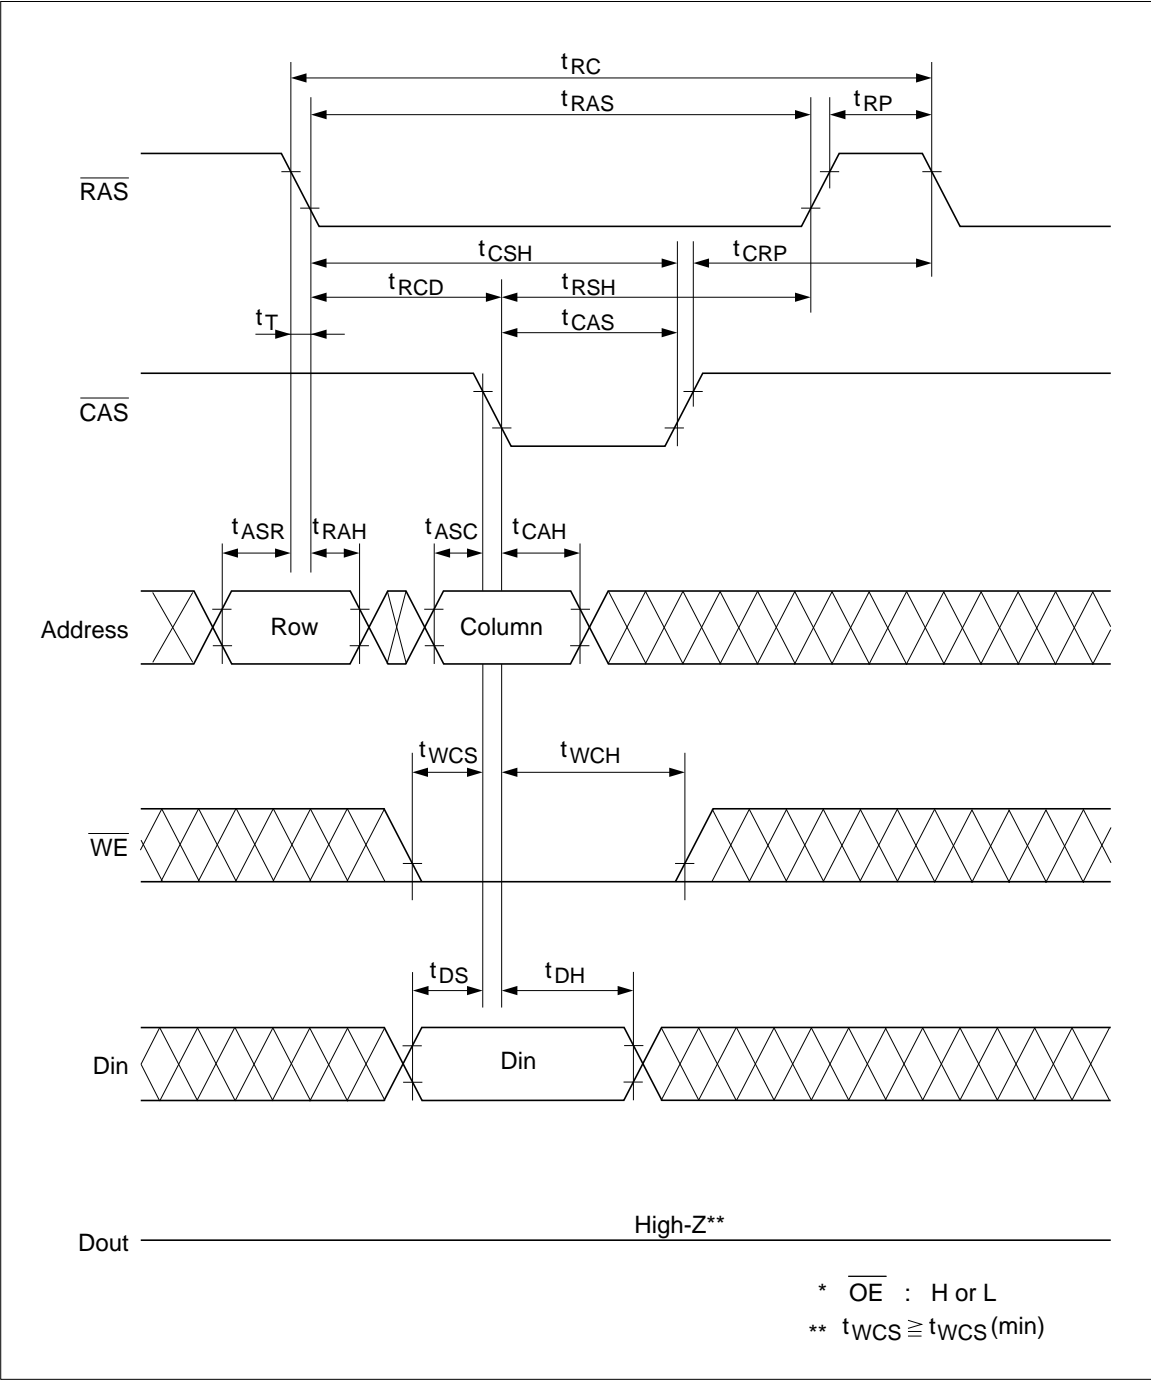 tRC
tRAS
tRP
RAS
tCSH
tCRP
tRCD
tRSH
tT
tCAS
CAS
tASR
tRAH
tASC
tCAH
Address
Row
Column
tWCS
tWCH
WE
tDS
tDH
Din
Din
High-Z**
Dout
* OE : H or L
** tWCS ≧ tWCS (min)